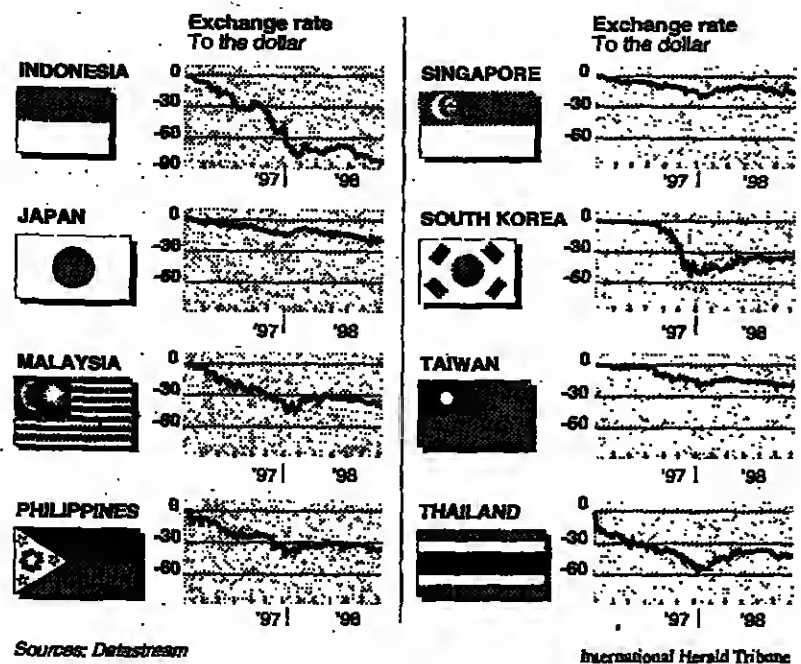 Exchange rate
To the dollar
INDONESIA
0
-30
-60
-90
'97 '98
JAPAN
0
-30
-60
'97 '98
MALAYSIA
0
-30
-60
'97 '98
PHILIPPINES
0
-30
-60
'97 '98
Exchange rate
To the dollar
SINGAPORE
0
-30
-60
'97 '98
SOUTH KOREA
0
-30
-60
'97 '98
TAIWAN
0
-30
-60
'97 '98
THAILAND
0
-30
-60
'97 '98
Sources: Datastream
International Herald Tribune